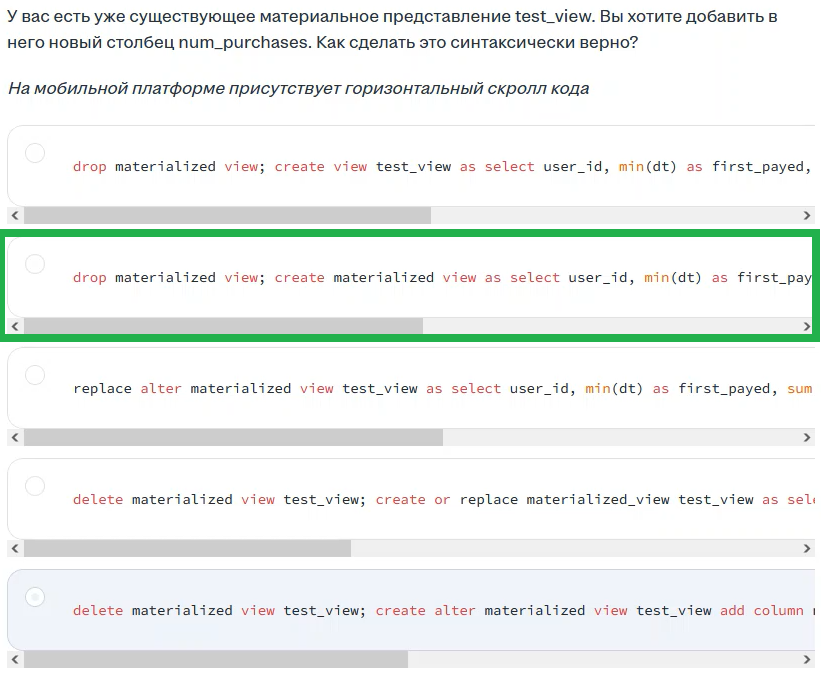 У вас есть уже существующее материальное представление test_view. Вы хотите добавить в
него новый столбец num_purchases. Как сделать это синтаксически верно?
На мобильной платформе присутствует горизонтальный скролл кода
drop materialized view; create view test_view as select user_id, min(dt) as first_payed,
drop materialized view; create materialized view as select user_id, min(dt) as first_pay
replace alter materialized view test_view as select user_id, min(dt) as first_payed, sum
delete materialized view test_view; create or replace materialized_view test_view as sele
delete materialized view test_view; create alter materialized view test_view add column